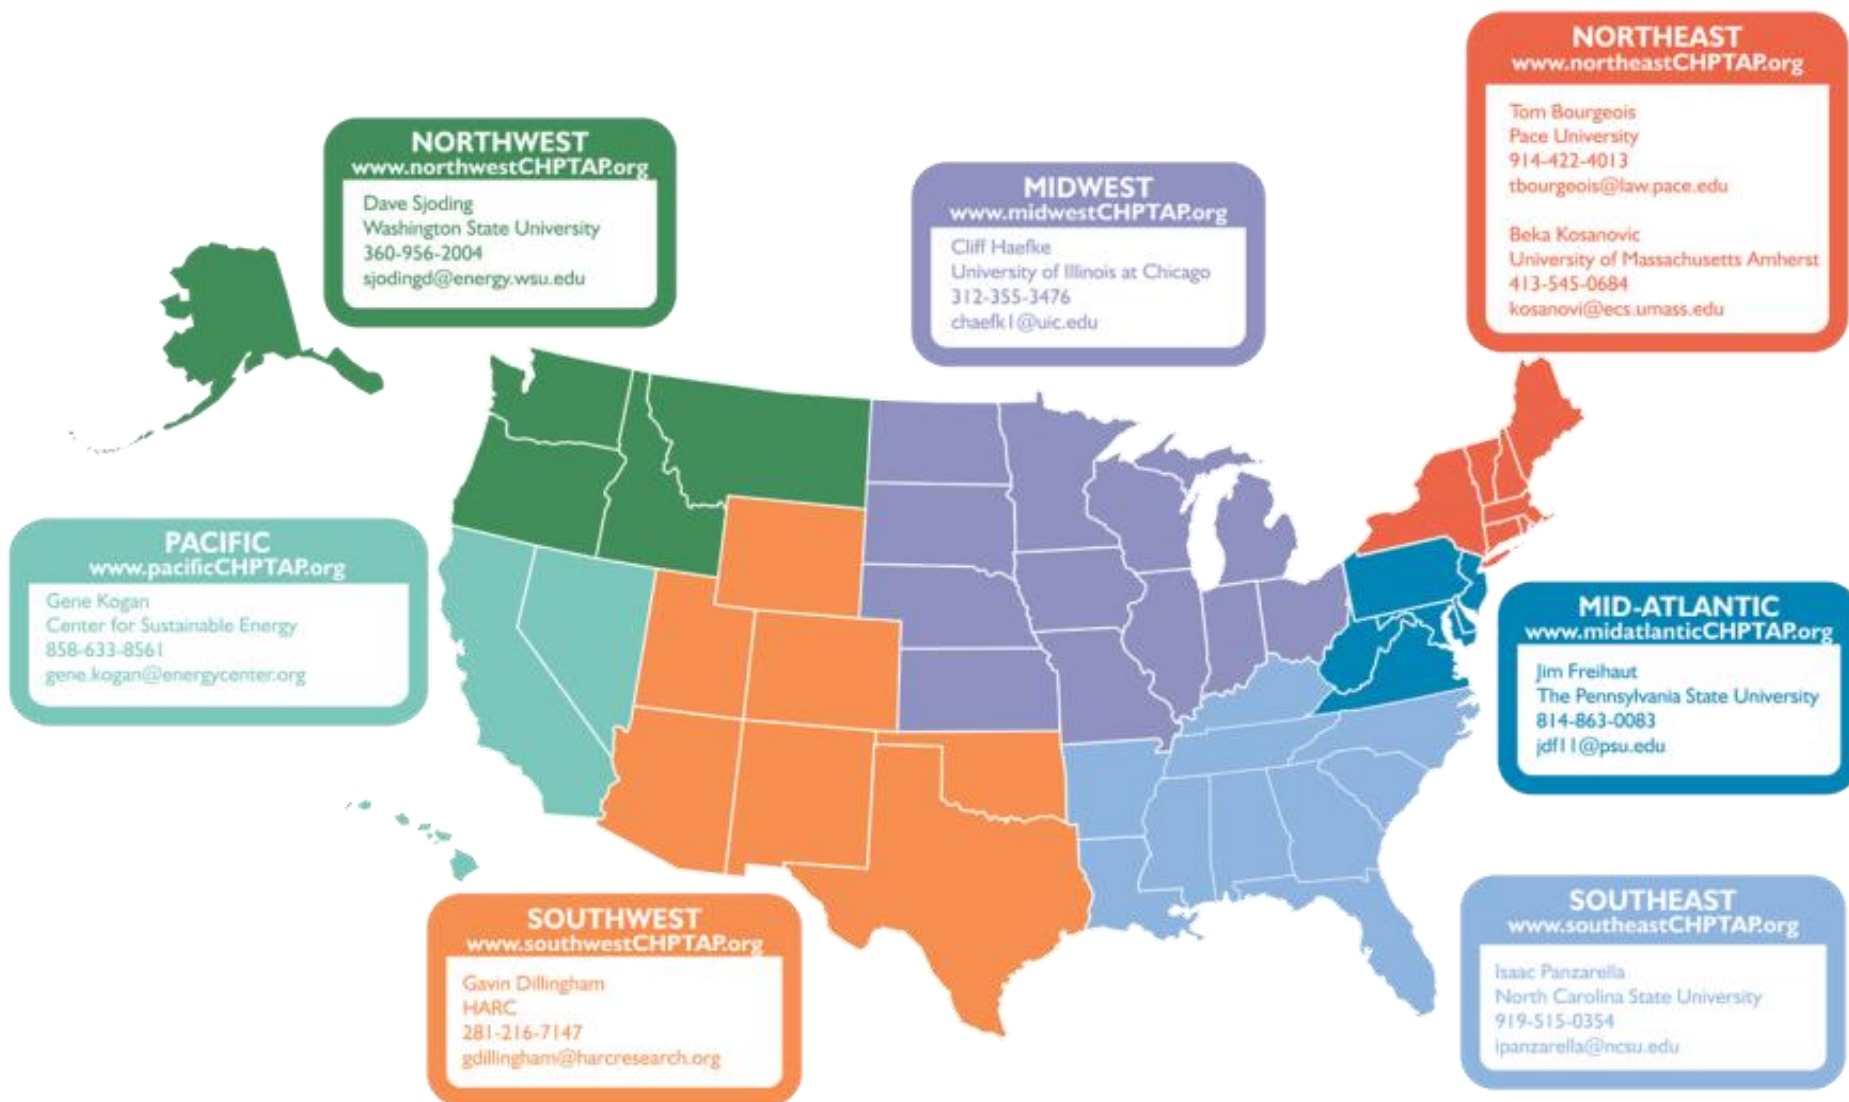 NORTHWEST
www.northwestCHPTAP.org
Dave Sjoding
Washington State University
360-956-2004
sjodingd@energy.wsu.edu
MIDWEST
www.midwestCHPTAP.org
Cliff Haefke
University of Illinois at Chicago
312-355-3476
chaefk1@uic.edu
NORTHEAST
www.northeastCHPTAP.org
Tom Bourgeois
Pace University
914-422-4013
tbourgeois@law.pace.edu
Beka Kosanovic
University of Massachusetts Amherst
413-545-0684
kosanovi@ecs.umass.edu
PACIFIC
www.pacificCHPTAP.org
Gene Kogan
Center for Sustainable Energy
858-633-8561
gene.kogan@energycenter.org
MID-ATLANTIC
www.midatlanticCHPTAP.org
Jim Freihaut
The Pennsylvania State University
814-863-0083
jdf11@psu.edu
SOUTHWEST
www.southwestCHPTAP.org
Gavin Dillingham
HARC
281-216-7147
gdillingham@harcresearch.org
SOUTHEAST
www.southeastCHPTAP.org
Isaac Panzarella
North Carolina State University
919-515-0354
ipanzarella@ncsu.edu